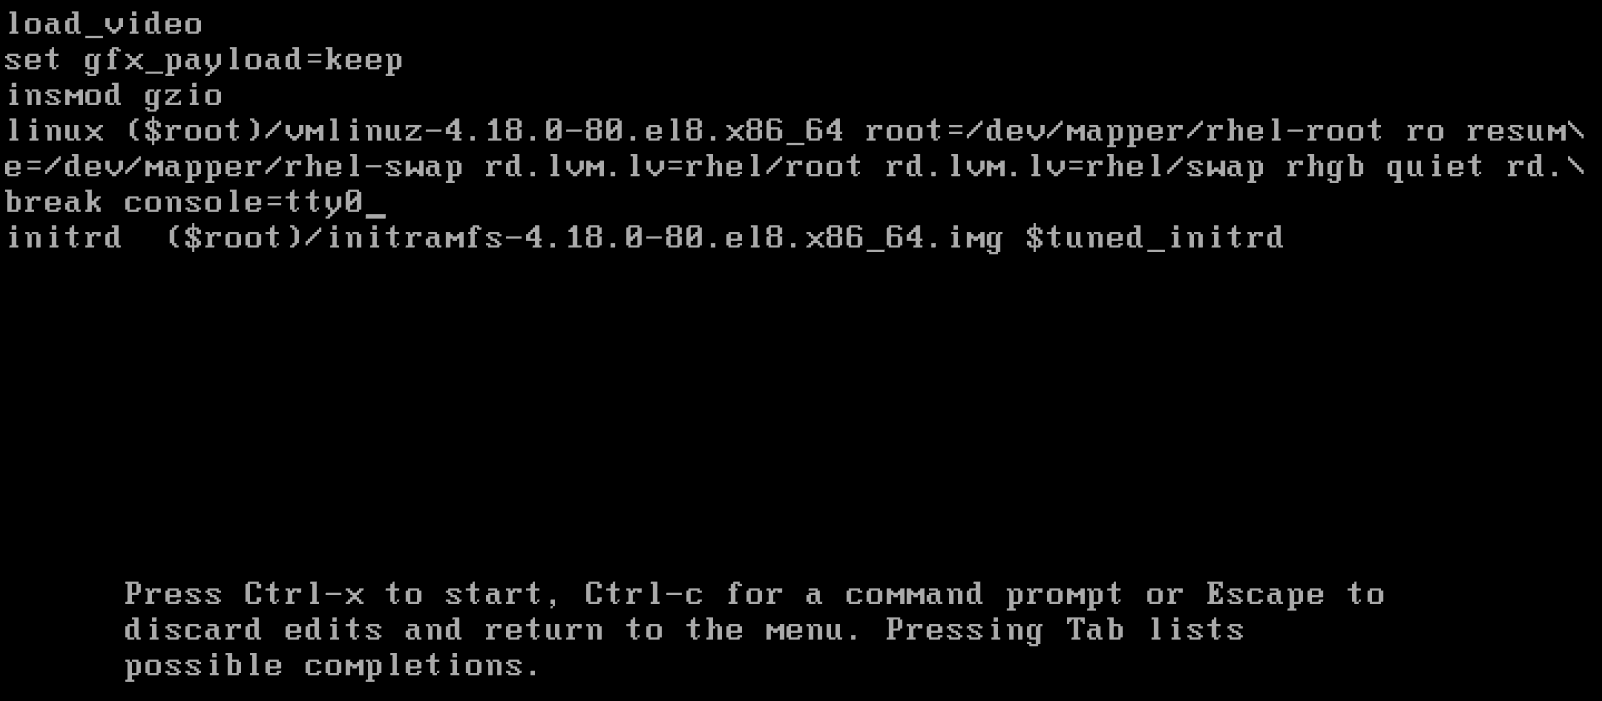 load_video
set gfx_payload=keep
insmod gzio
linux ($root)/vmlinuz-4.18.0-80.el8.x86_64 root=/dev/mapper/rhel-root ro resum\
e=/dev/mapper/rhel-swap rd.lvm.lv=rhel/root rd.lvm.lv=rhel/swap rhgb quiet rd.\
break console=tty0_
initrd  ($root)/initramfs-4.18.0-80.el8.x86_64.img $tuned_initrd
Press Ctrl-x to start, Ctrl-c for a command prompt or Escape to
discard edits and return to the menu. Pressing Tab lists
possible completions.